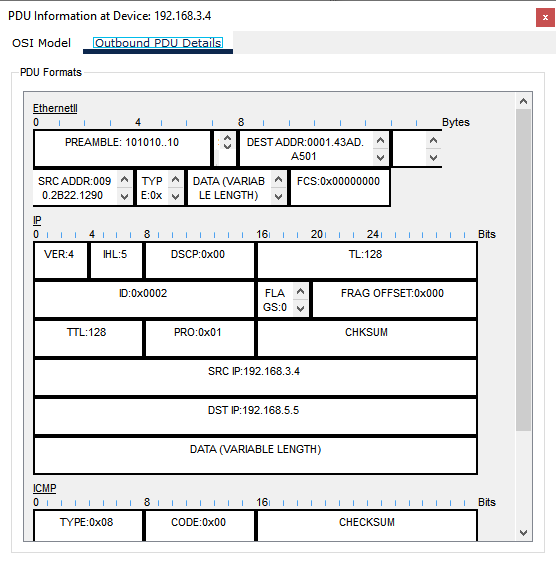 PDU Information at Device: 192.168.3.4
x
OSI Model Outbound PDU Details
PDU Formats
EthernetII
0 4 8 Bytes
PREAMBLE: 101010..10 DEST ADDR:0001.43AD.
A501
SRC ADDR:009 TYP DATA (VARIAB FCS:0x00000000
0.2B22.1290 E:0x LE LENGTH)
IP
0 4 8 16 20 24 Bits
VER:4 IHL:5 DSCP:0x00 TL:128
ID:0x0002 FLA FRAG OFFSET:0x000
GS:0
TTL:128 PRO:0x01 CHKSUM
SRC IP:192.168.3.4
DST IP:192.168.5.5
DATA (VARIABLE LENGTH)
ICMP
0 8 16 Bits
TYPE:0x08 CODE:0x00 CHECKSUM